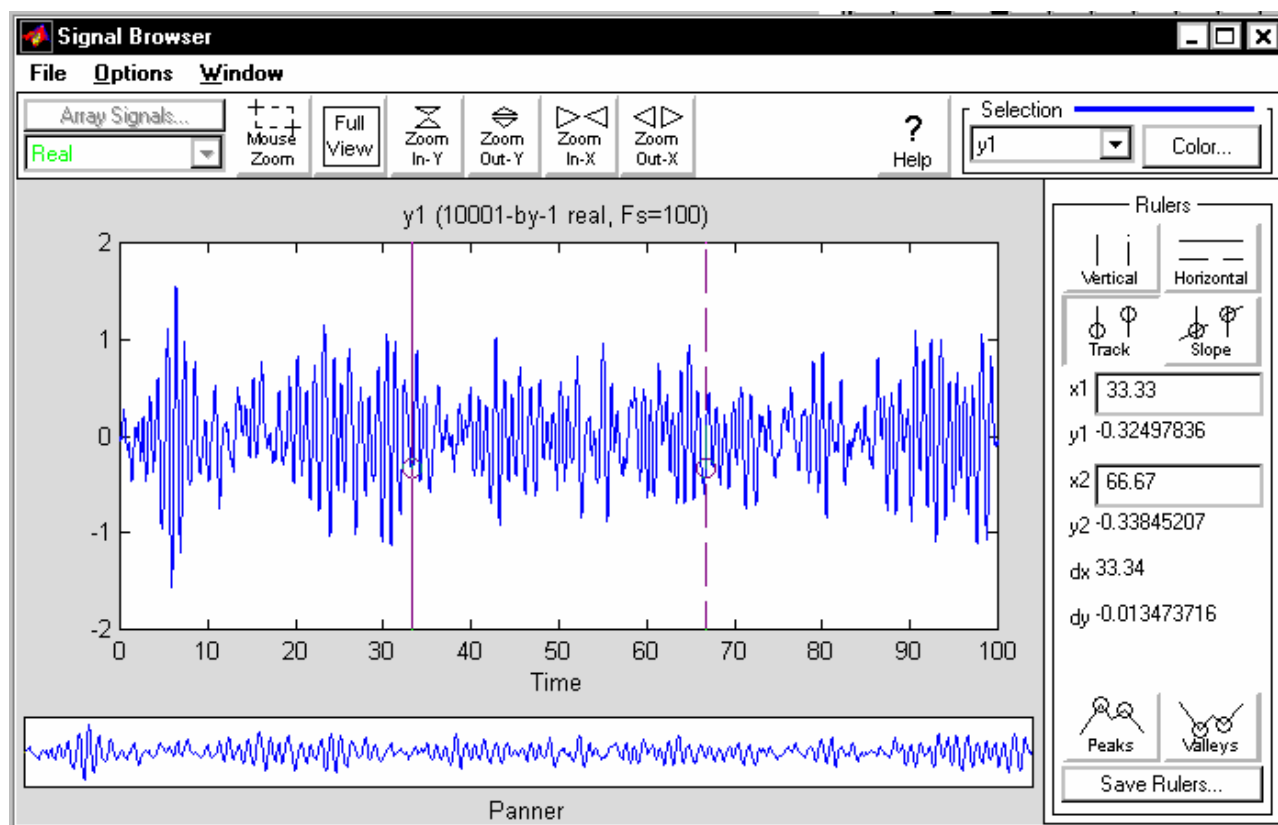 Signal Browser
File Options Window
Array Signals...
Real
Mouse Zoom
Full View
Zoom In-Y
Zoom Out-Y
Zoom In-X
Zoom Out-X
? Help
Selection
y1
Color...
y1 (10001-by-1 real, Fs=100)
2
1
0
-1
-2
0 10 20 30 40 50 60 70 80 90 100
Time
Panner
Rulers
Vertical
Horizontal
Track
Slope
x1 33.33
y1 -0.32497836
x2 66.67
y2 -0.33845207
dx 33.34
dy -0.013473716
Peaks
Valleys
Save Rulers...